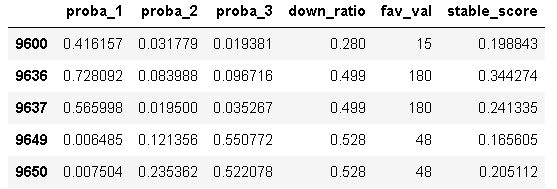 proba_1 proba_2 proba_3 down_ratio fav_val stable_score
9600 0.416157 0.031779 0.019381 0.280 15 0.198843
9636 0.728092 0.083988 0.096716 0.499 180 0.344274
9637 0.565998 0.019500 0.035267 0.499 180 0.241335
9649 0.006485 0.121356 0.550772 0.528 48 0.165605
9650 0.007504 0.235362 0.522078 0.528 48 0.205112